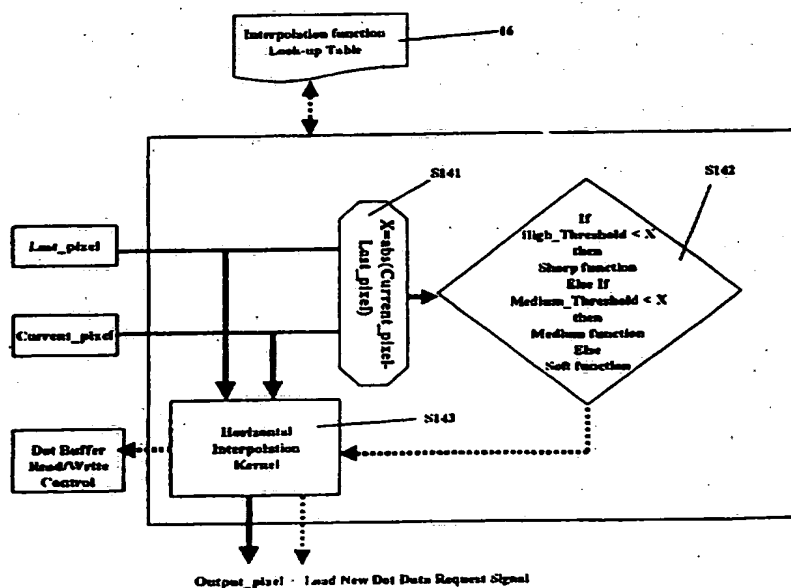 Interpolation function
Look-up Table
16
S141
S142
Last_pixel
Current_pixel
X=abs(Current_pixel-
Last_pixel)
If
High_Threshold < X
then
Sharp function
Else If
Medium_Threshold < X
then
Medium function
Else
Soft function
S143
Horizontal
Interpolation
Kernel
Dot Buffer
Read/Write
Control
Output_pixel
Load New Dot Data Request Signal